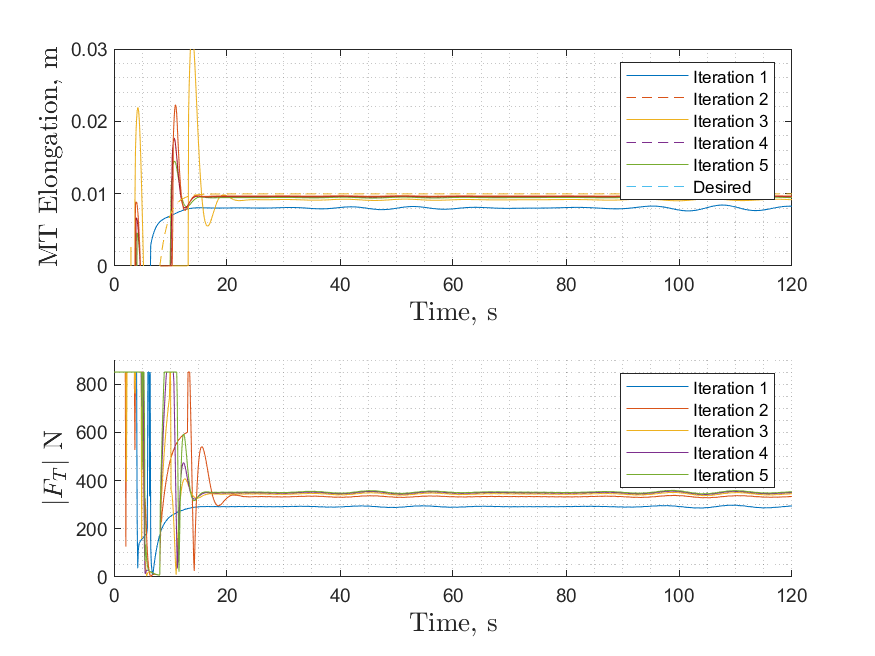 MT Elongation, m
0.03
0.02
0.01
0
Iteration 1
Iteration 2
Iteration 3
Iteration 4
Iteration 5
Desired
0 20 40 60 80 100 120
Time, s
|F_T| N
800
600
400
200
0
Iteration 1
Iteration 2
Iteration 3
Iteration 4
Iteration 5
0 20 40 60 80 100 120
Time, s